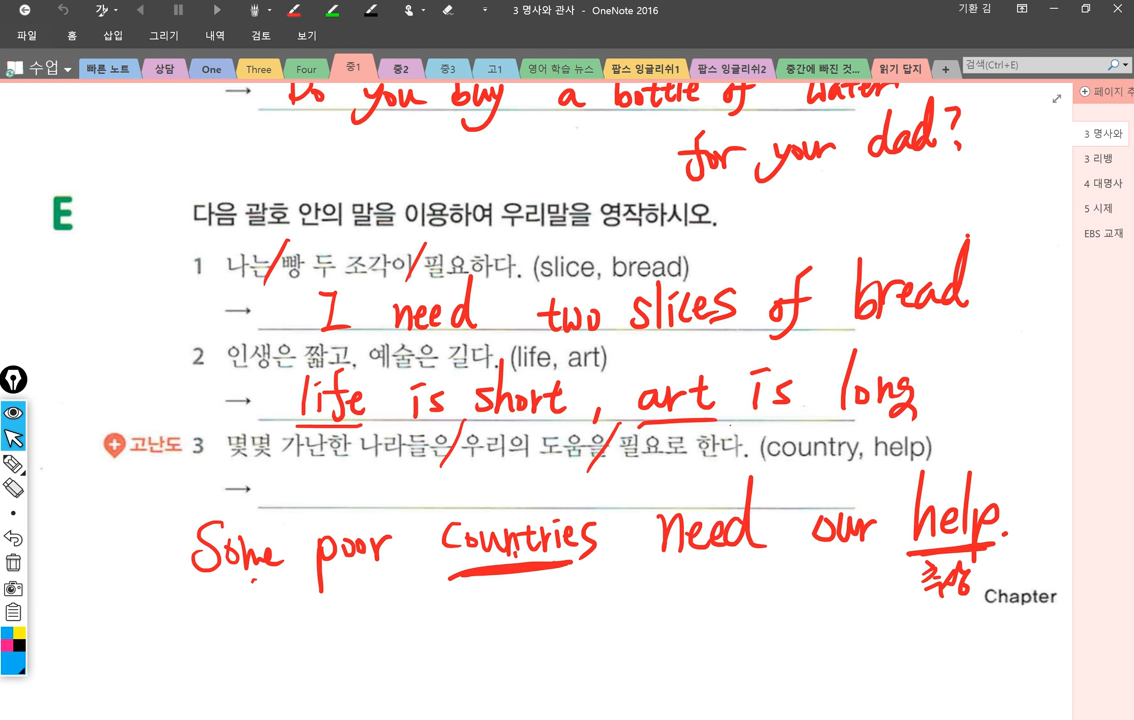 3 명사와 관사 - OneNote 2016
기환 김
파일 홈 삽입 그리기 내역 검토 보기
수업 빠른 노트 상담 One Three Four 중1 중2 중3 고1 영어 학습 뉴스 팝스 잉글리쉬1 팝스 잉글리쉬2 중간에 빠진 것... 읽기 답지 + 검색(Ctrl+E)
페이지 추
3 명사와
3 리뱅
4 대명사
5 시제
EBS 교재
→ Do you buy a bottle of water
for your dad?
E 다음 괄호 안의 말을 이용하여 우리말을 영작하시오.
1 나는/빵 두 조각이/필요하다. (slice, bread)
→ I need two slices of bread
2 인생은 짧고, 예술은 길다. (life, art)
→ life is short, art is long
고난도 3 몇몇 가난한 나라들은/우리의 도움을/필요로 한다. (country, help)
→
Some poor countries need our help.
추상
Chapter